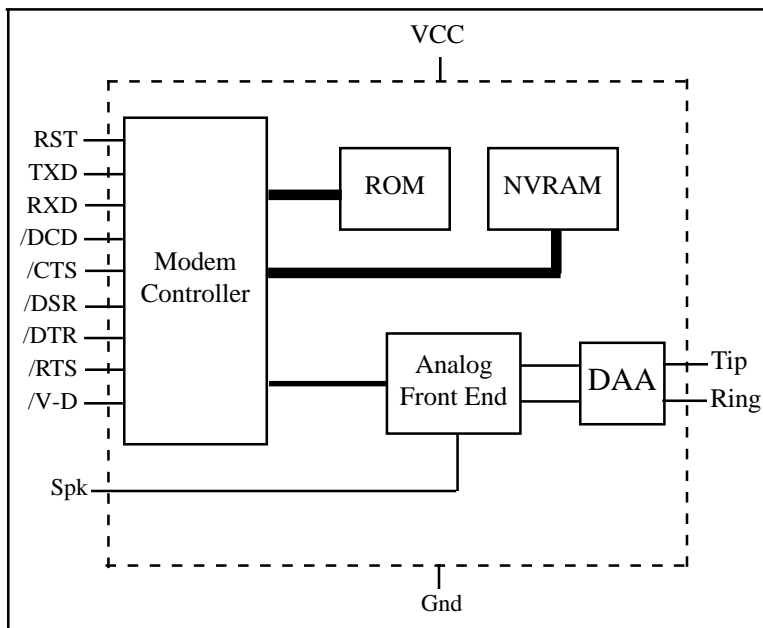 VCC
RST
TXD
RXD
/DCD
/CTS
/DSR
/DTR
/RTS
/V-D
Modem
Controller
ROM
NVRAM
Analog
Front End
DAA
Tip
Ring
Spk
Gnd